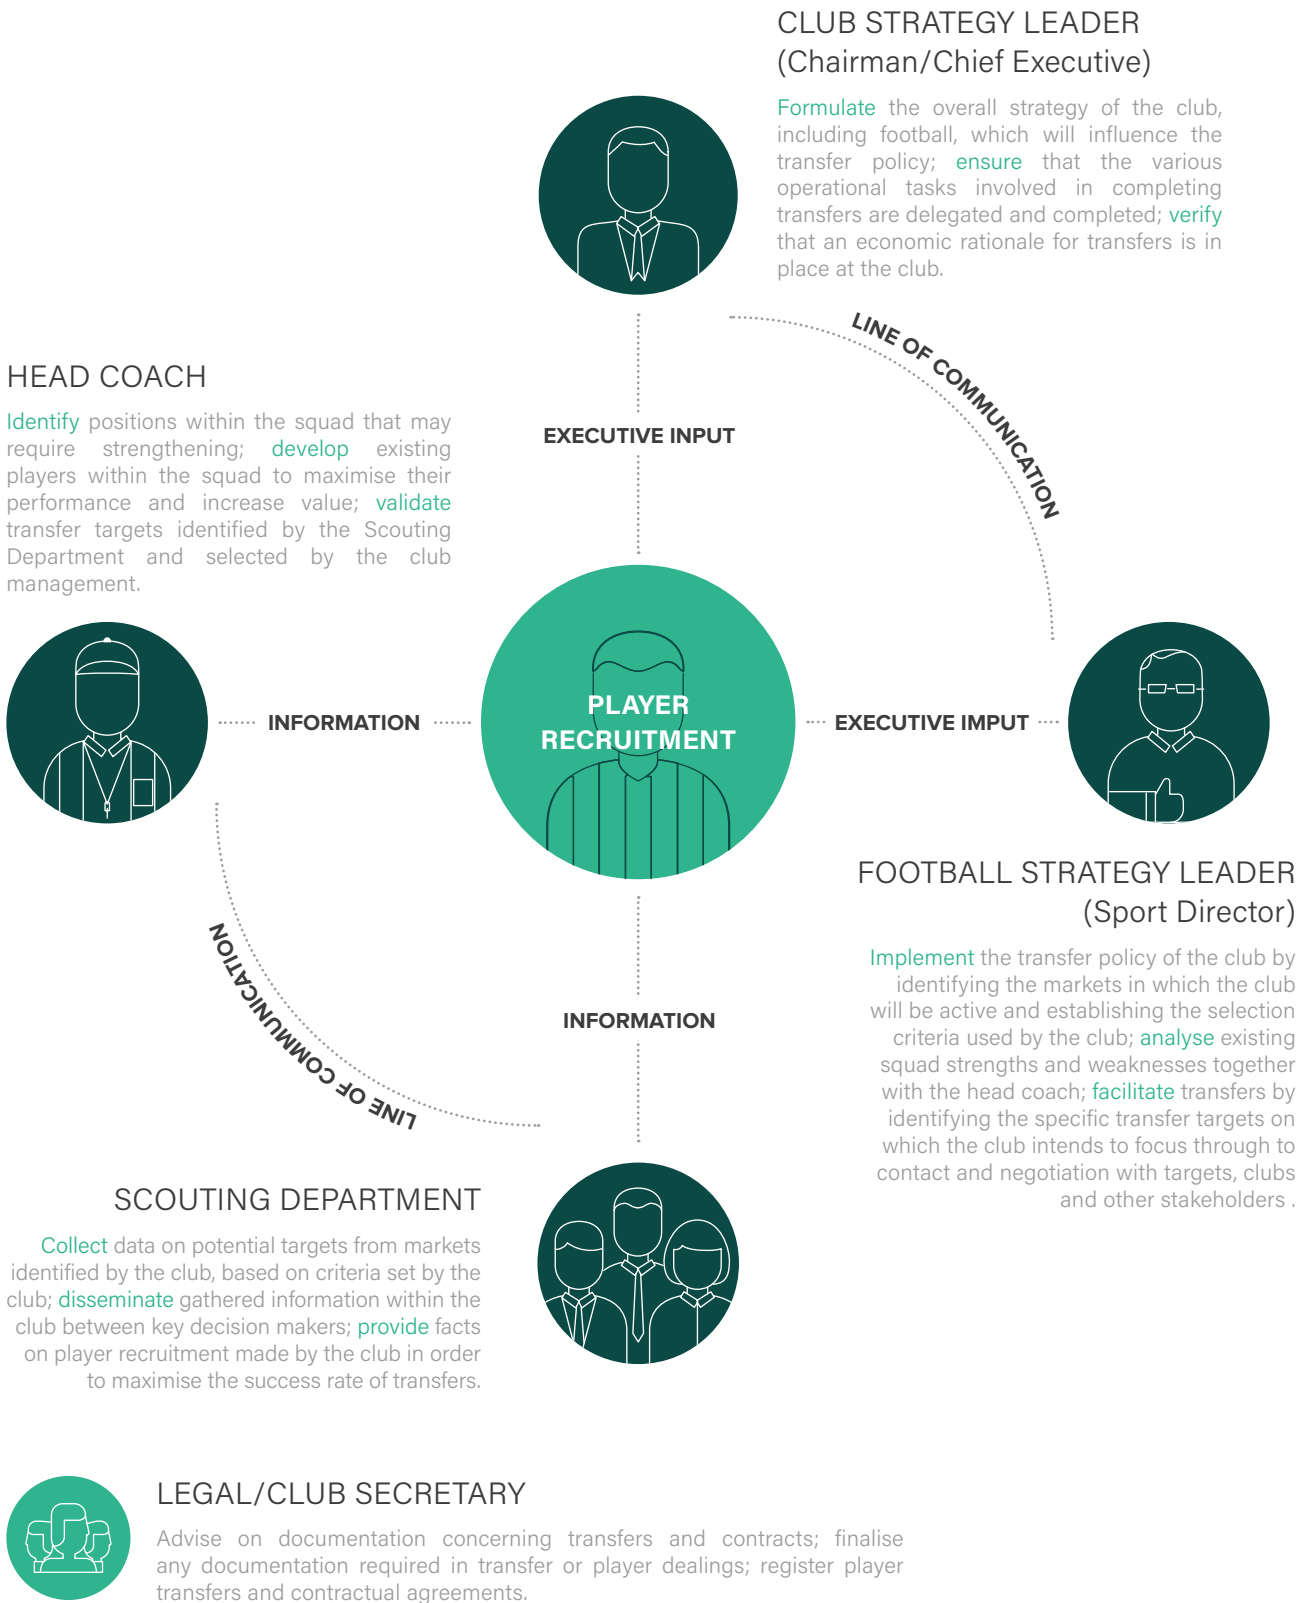 CLUB STRATEGY LEADER
(Chairman/Chief Executive)
Formulate the overall strategy of the club,
including football, which will influence the
transfer policy; ensure that the various
operational tasks involved in completing
transfers are delegated and completed; verify
that an economic rationale for transfers is in
place at the club.
LINE OF COMMUNICATION
HEAD COACH
Identify positions within the squad that may
require strengthening; develop existing
players within the squad to maximise their
performance and increase value; validate
transfer targets identified by the Scouting
Department and selected by the club
management.
EXECUTIVE INPUT
INFORMATION
PLAYER
RECRUITMENT
EXECUTIVE IMPUT
FOOTBALL STRATEGY LEADER
(Sport Director)
Implement the transfer policy of the club by
identifying the markets in which the club
will be active and establishing the selection
criteria used by the club; analyse existing
squad strengths and weaknesses together
with the head coach; facilitate transfers by
identifying the specific transfer targets on
which the club intends to focus through to
contact and negotiation with targets, clubs
and other stakeholders .
LINE OF COMMUNICATION
INFORMATION
SCOUTING DEPARTMENT
Collect data on potential targets from markets
identified by the club, based on criteria set by the
club; disseminate gathered information within the
club between key decision makers; provide facts
on player recruitment made by the club in order
to maximise the success rate of transfers.
LEGAL/CLUB SECRETARY
Advise on documentation concerning transfers and contracts; finalise
any documentation required in transfer or player dealings; register player
transfers and contractual agreements.